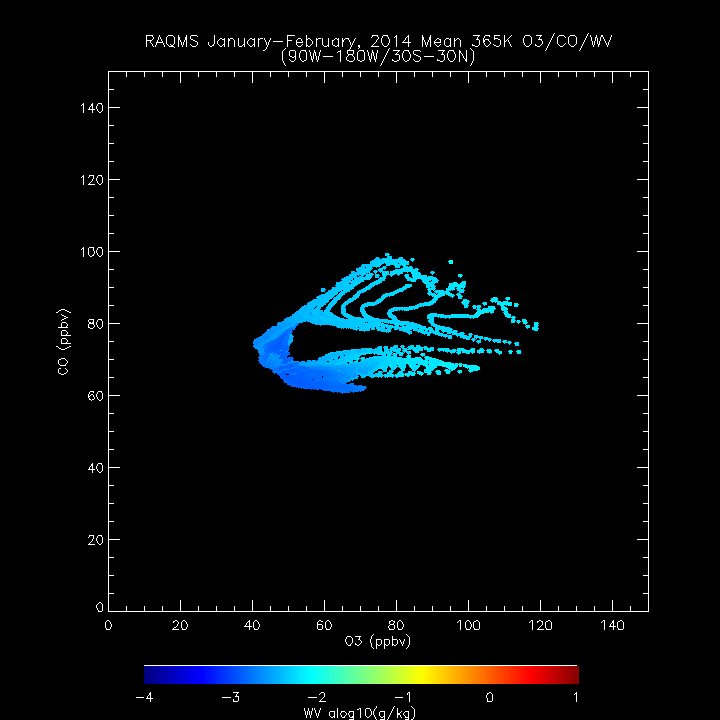 RAQMS January-February, 2014 Mean 365K O3/CO/WV
(90W-180W/30S-30N)
140
120
100
80
60
40
20
0
CO (ppbv)
0 20 40 60 80 100 120 140
O3 (ppbv)
-4 -3 -2 -1 0 1
WV alog10(g/kg)